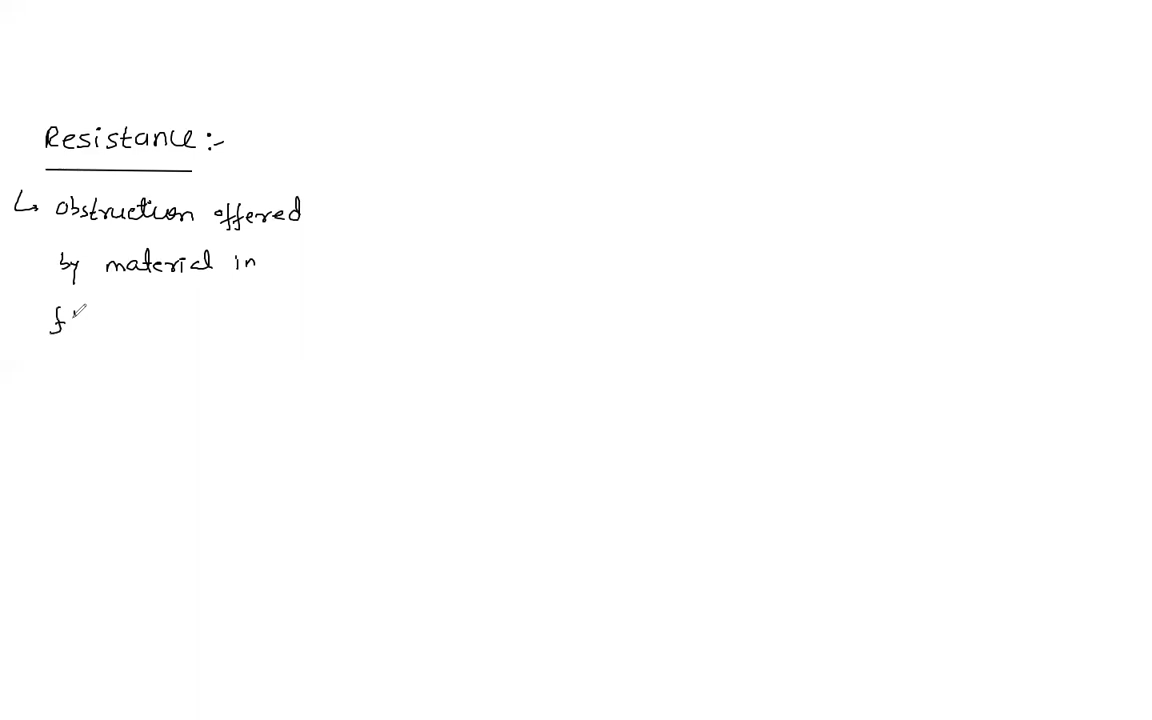 Resistance :-
↳ obstruction offered
by material in
f